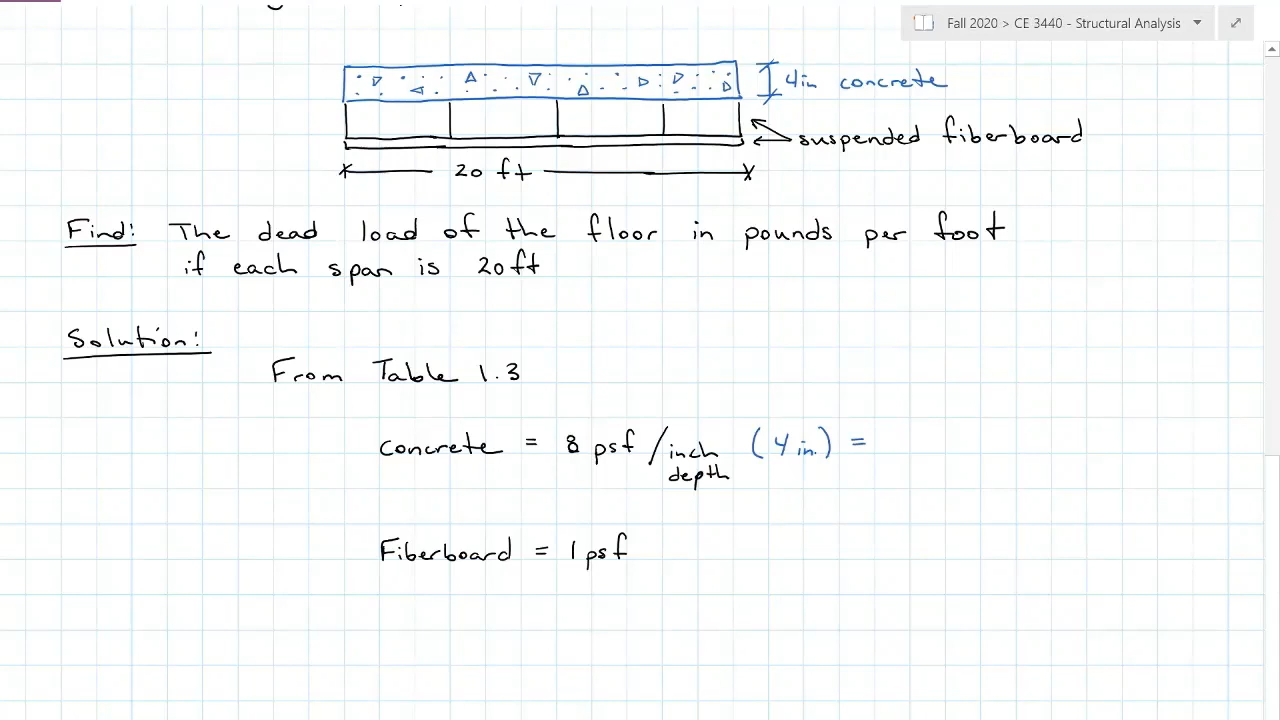 Fall 2020 > CE 3440 - Structural Analysis
4in concrete
suspended fiberboard
20 ft
Find: The dead load of the floor in pounds per foot
if each span is 20ft
Solution:
From Table 1.3
concrete = 8 psf / inch depth (4 in.) =
Fiberboard = 1 psf